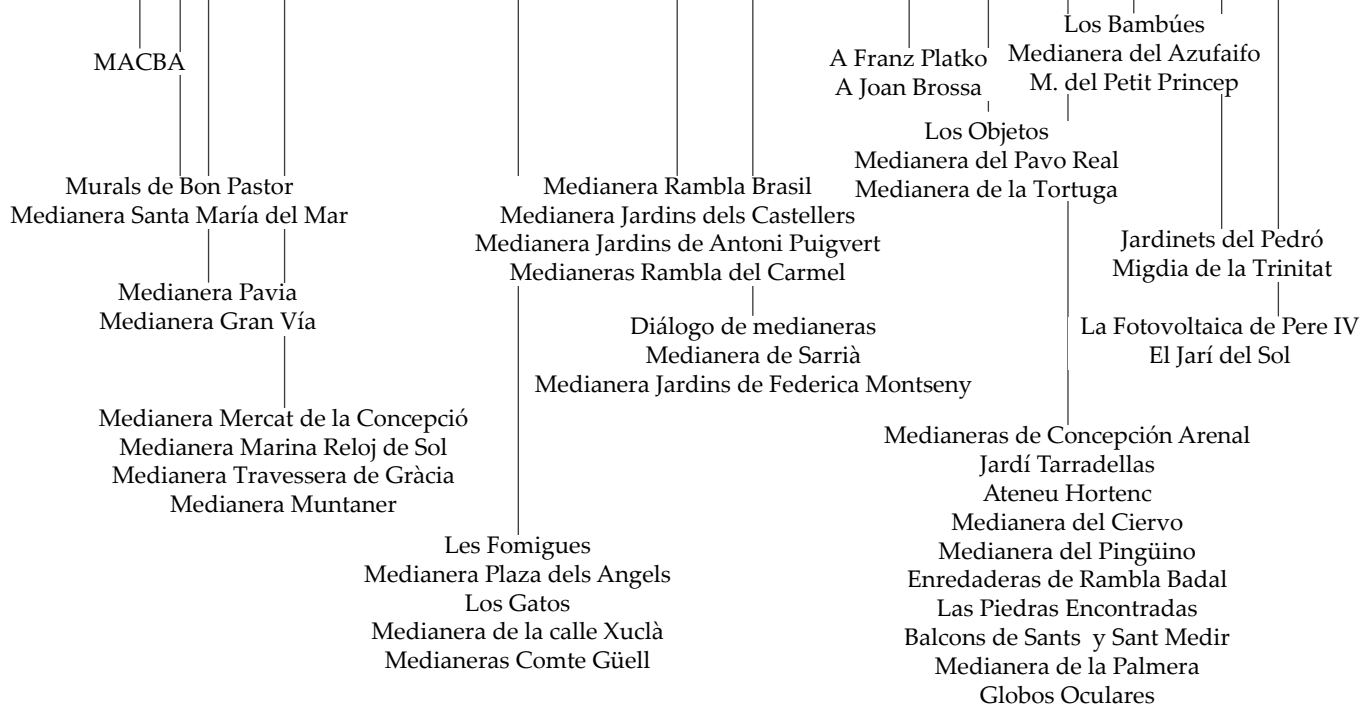 MACBA
Murals de Bon Pastor
Medianera Santa María del Mar
Medianera Pavia
Medianera Gran Vía
Medianera Mercat de la Concepció
Medianera Marina Reloj de Sol
Medianera Travessera de Gràcia
Medianera Muntaner
Les Fomigues
Medianera Plaza dels Angels
Los Gatos
Medianera de la calle Xuclà
Medianeras Comte Güell
Medianera Rambla Brasil
Medianera Jardins dels Castellers
Medianera Jardins de Antoni Puigvert
Medianeras Rambla del Carmel
Diálogo de medianeras
Medianera de Sarrià
Medianera Jardins de Federica Montseny
A Franz Platko
A Joan Brossa
Los Objetos
Medianera del Pavo Real
Medianera de la Tortuga
Medianeras de Concepción Arenal
Jardí Tarradellas
Ateneu Hortenc
Medianera del Ciervo
Medianera del Pingüino
Enredaderas de Rambla Badal
Las Piedras Encontradas
Balcons de Sants y Sant Medir
Medianera de la Palmera
Globos Oculares
Los Bambúes
Medianera del Azufaifo
M. del Petit Princep
Jardinets del Pedró
Migdia de la Trinitat
La Fotovoltaica de Pere IV
El Jarí del Sol